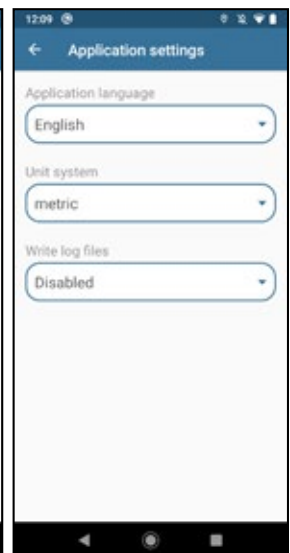 12:09
Application settings
Application language
English
Unit system
metric
Write log files
Disabled